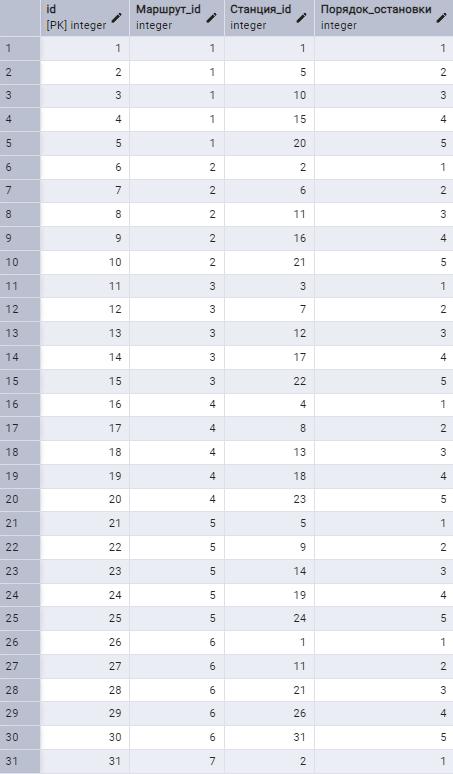 id Маршрут_id Станция_id Порядок_остановки
[PK] integer integer integer integer
1 1 1 1 1
2 2 1 5 2
3 3 1 10 3
4 4 1 15 4
5 5 1 20 5
6 6 2 2 1
7 7 2 6 2
8 8 2 11 3
9 9 2 16 4
10 10 2 21 5
11 11 3 3 1
12 12 3 7 2
13 13 3 12 3
14 14 3 17 4
15 15 3 22 5
16 16 4 4 1
17 17 4 8 2
18 18 4 13 3
19 19 4 18 4
20 20 4 23 5
21 21 5 5 1
22 22 5 9 2
23 23 5 14 3
24 24 5 19 4
25 25 5 24 5
26 26 6 1 1
27 27 6 11 2
28 28 6 21 3
29 29 6 26 4
30 30 6 31 5
31 31 7 2 1